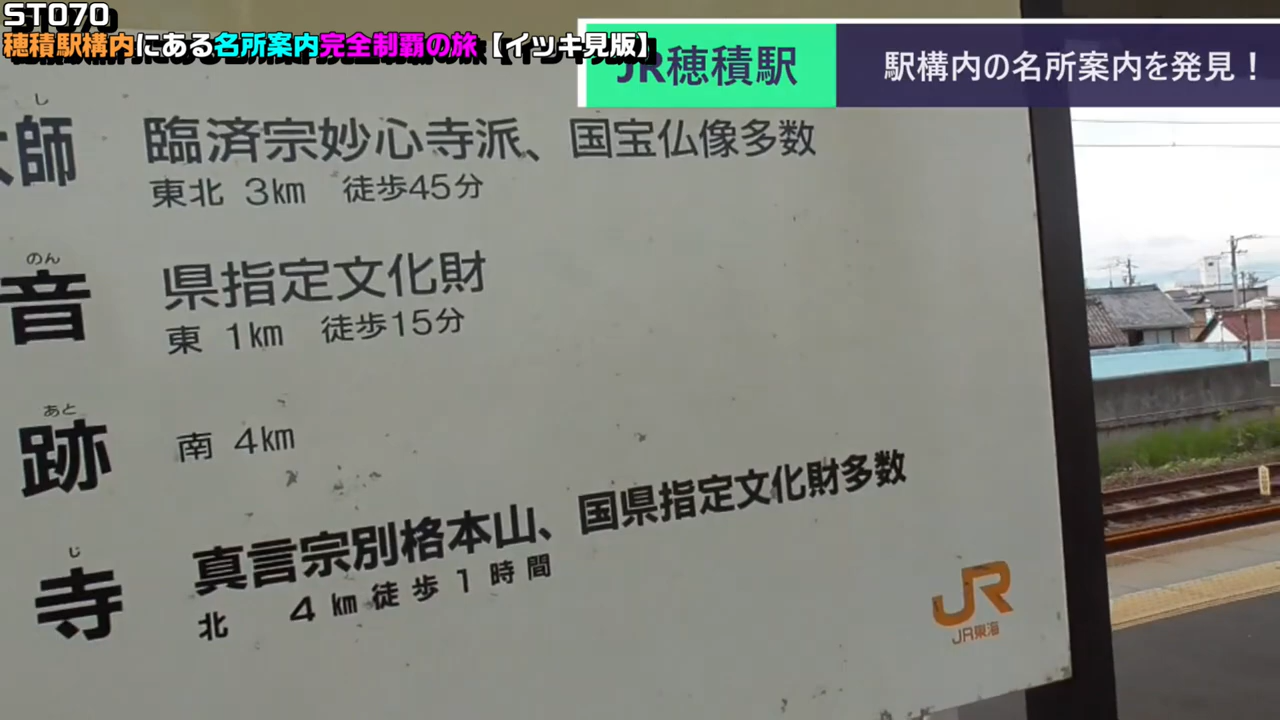 ST070
穂積駅構内にある名所案内完全制覇の旅【イツキ見版】
JR穂積駅
駅構内の名所案内を発見！
し
大師 臨済宗妙心寺派、国宝仏像多数
東北 3km 徒歩45分
のん
音 県指定文化財
東 1km 徒歩15分
あと
跡 南 4km
じ
寺 真言宗別格本山、国県指定文化財多数
北 4km 徒歩1時間
JR
JR東海